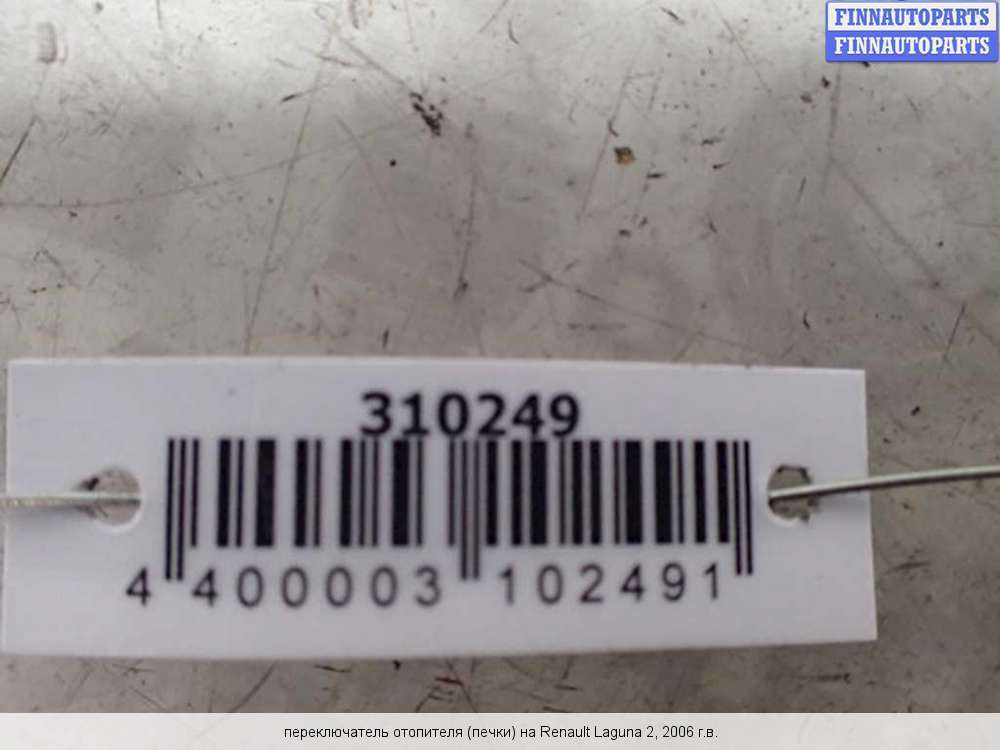 FINNAUTOPARTS
FINNAUTOPARTS
310249
4 400003 102491
переключатель отопителя (печки) на Renault Laguna 2, 2006 г.в.